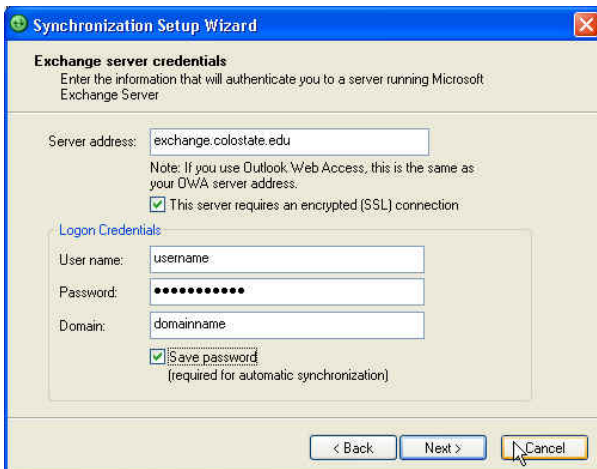 Synchronization Setup Wizard
Exchange server credentials
Enter the information that will authenticate you to a server running Microsoft
Exchange Server
Server address: exchange.colostate.edu
Note: If you use Outlook Web Access, this is the same as
your OWA server address.
This server requires an encrypted (SSL) connection
Logon Credentials
User name: username
Password: •••••••••••
Domain: domainname
Save password
(required for automatic synchronization)
< Back Next > Cancel